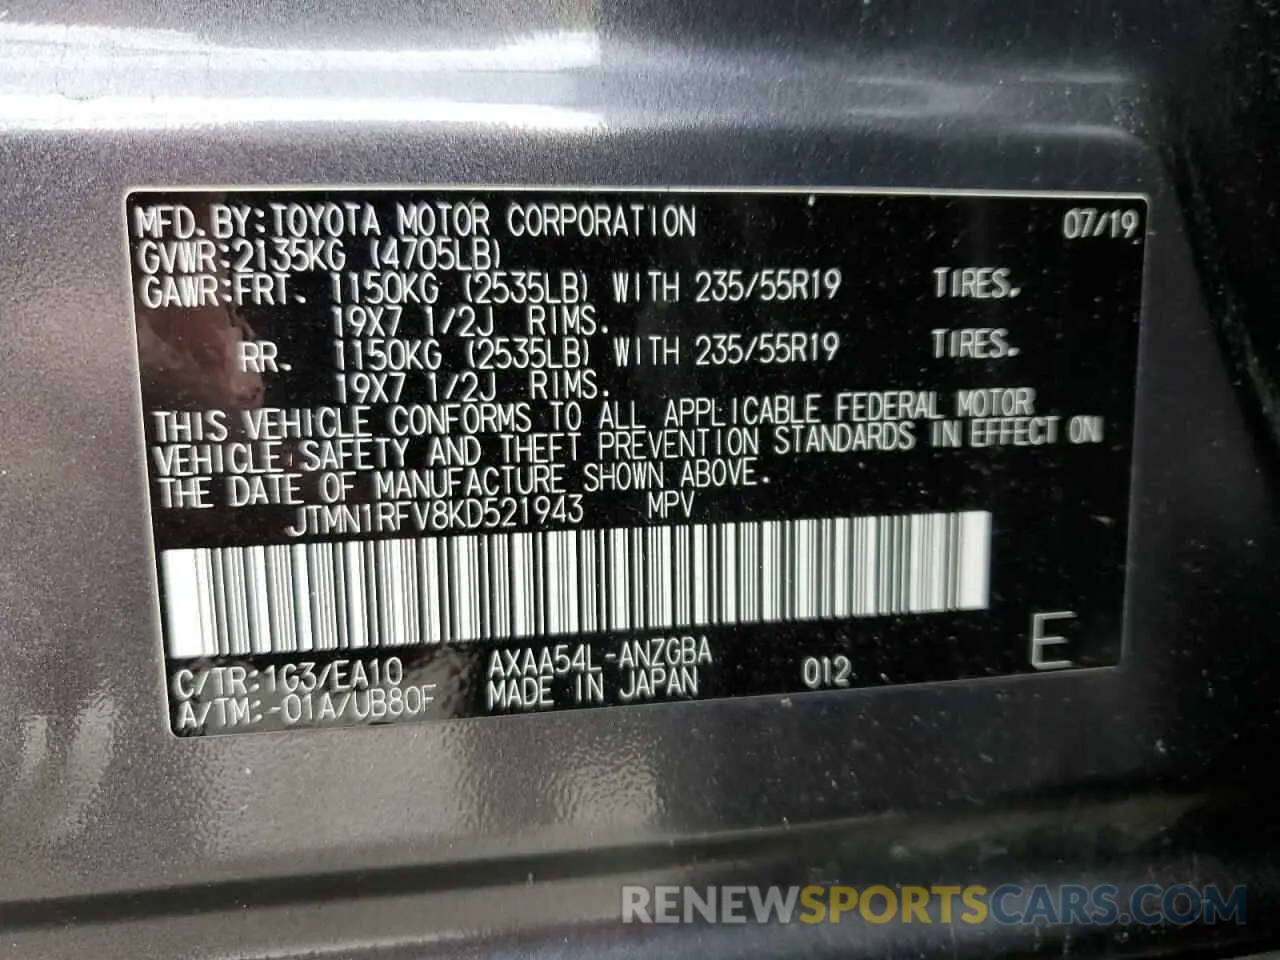 MFD. BY: TOYOTA MOTOR CORPORATION 07/19
GVWR: 2135KG (4705LB)
GAWR: FRT. 1150KG (2535LB) WITH 235/55R19 TIRES.
19X7 1/2J RIMS.
RR. 1150KG (2535LB) WITH 235/55R19 TIRES.
19X7 1/2J RIMS.
THIS VEHICLE CONFORMS TO ALL APPLICABLE FEDERAL MOTOR
VEHICLE SAFETY AND THEFT PREVENTION STANDARDS IN EFFECT ON
THE DATE OF MANUFACTURE SHOWN ABOVE.
JTMN1RFV8KD521943 MPV
C/TR: 1G3/EA10 AXAA54L-ANZGBA 012 E
A/TM: -01A/UB80F MADE IN JAPAN
RENEWSPORTSCARS.COM